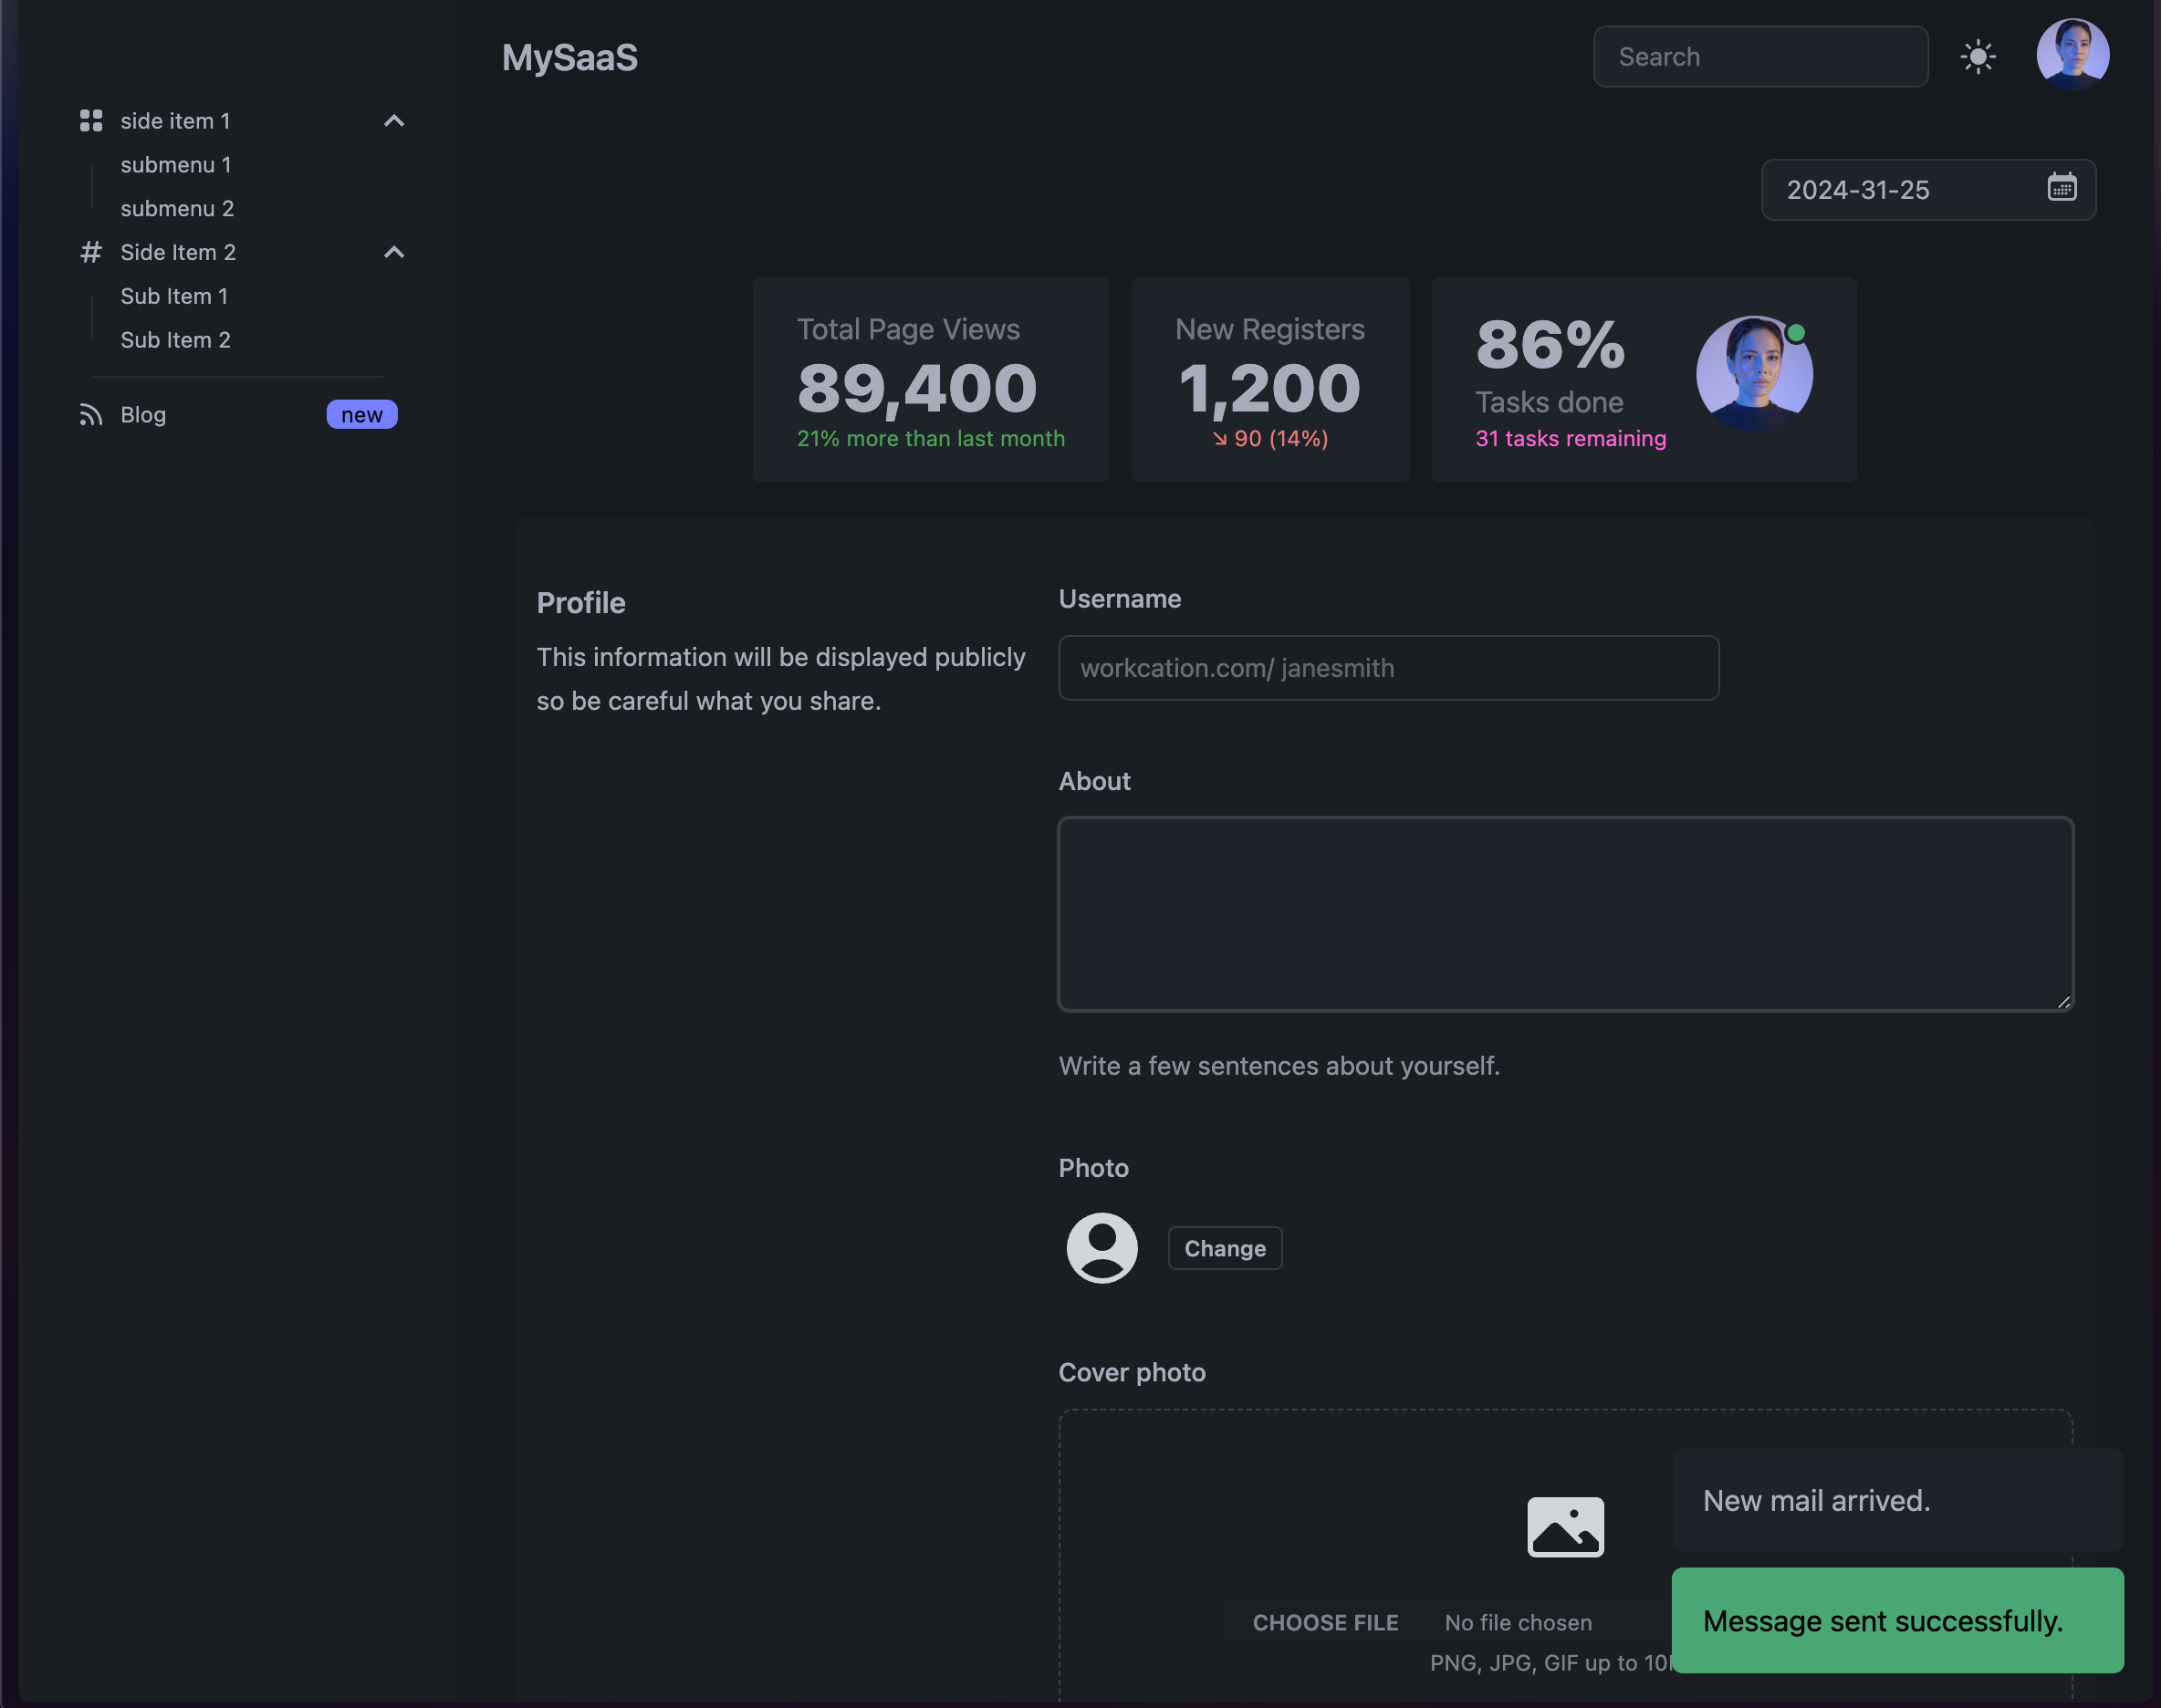 MySaaS
Search
side item 1
submenu 1
submenu 2
# Side Item 2
Sub Item 1
Sub Item 2
Blog
new
2024-31-25
Total Page Views
89,400
21% more than last month
New Registers
1,200
↘︎ 90 (14%)
86%
Tasks done
31 tasks remaining
Profile
This information will be displayed publicly
so be careful what you share.
Username
workcation.com/ janesmith
About
Write a few sentences about yourself.
Photo
Change
Cover photo
CHOOSE FILE No file chosen
PNG, JPG, GIF up to
New mail arrived.
Message sent successfully.